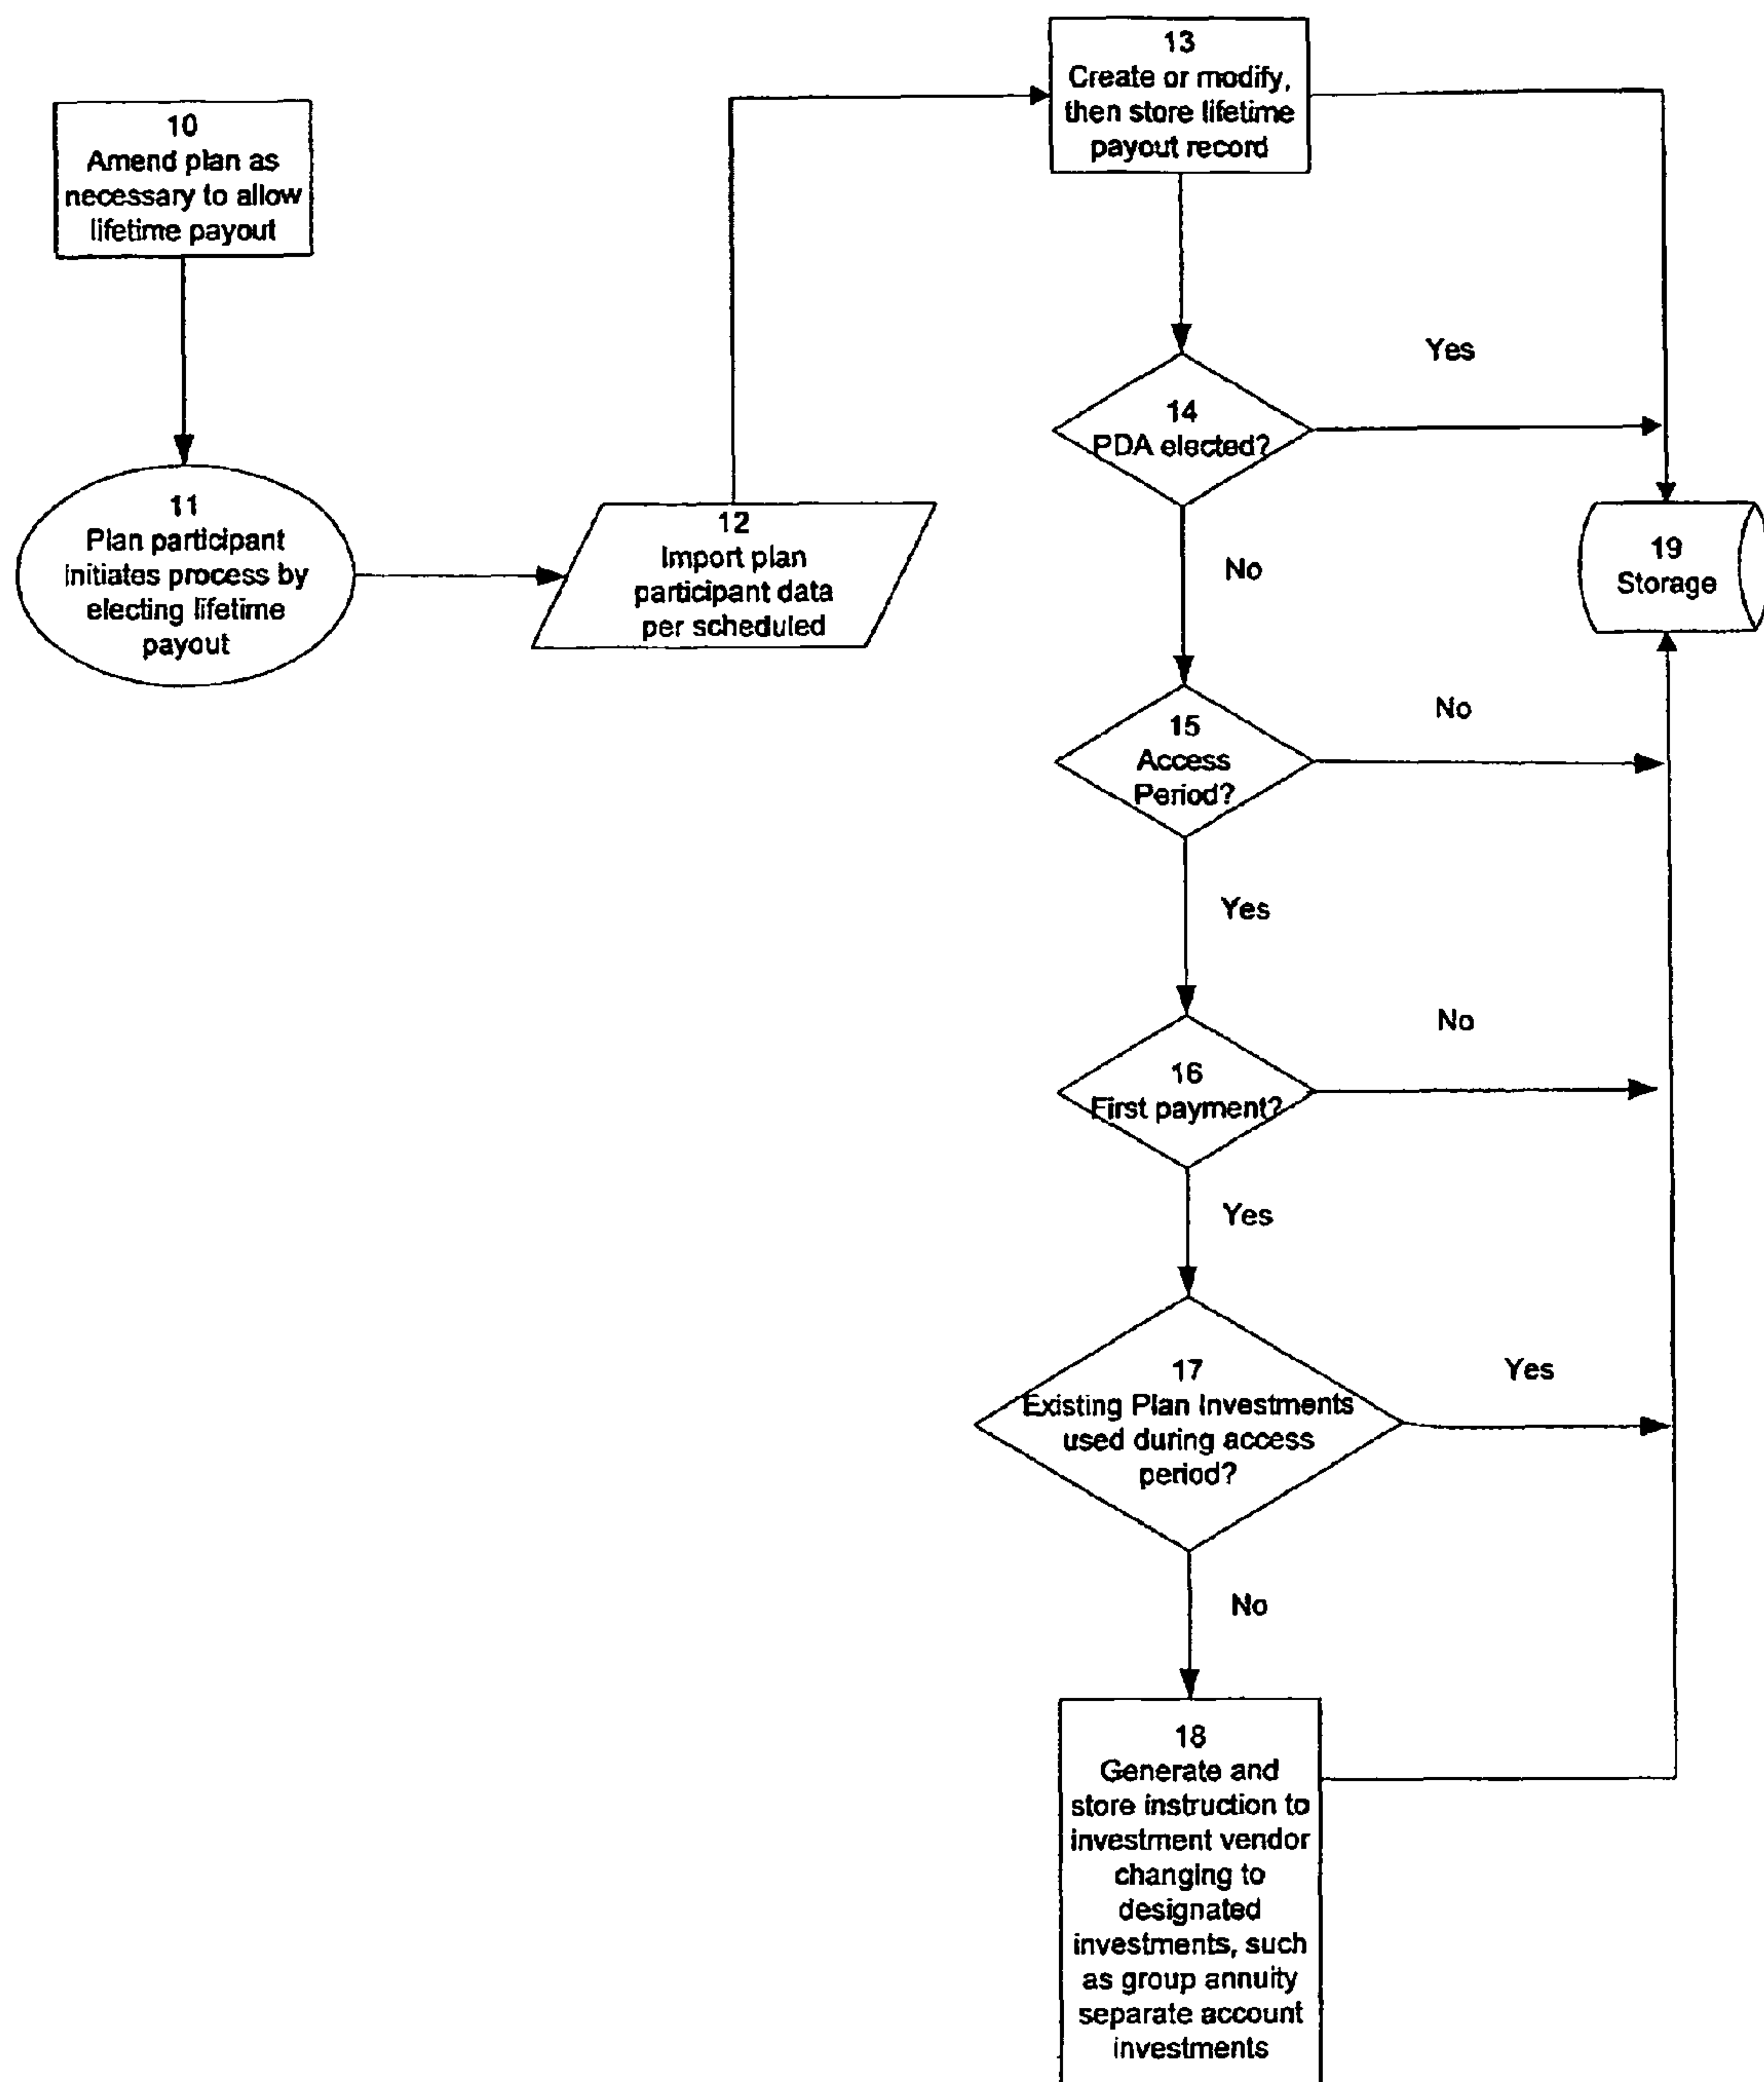 10
Amend plan as
necessary to allow
lifetime payout
11
Plan participant
initiates process by
electing lifetime
payout
12
Import plan
participant data
per scheduled
13
Create or modify,
then store lifetime
payout record
14
PDA elected?
Yes
No
19
Storage
15
Access
Period?
No
Yes
16
First payment?
No
Yes
17
Existing Plan Investments
used during access
period?
Yes
No
18
Generate and
store instruction to
investment vendor
changing to
designated
investments, such
as group annuity
separate account
investments